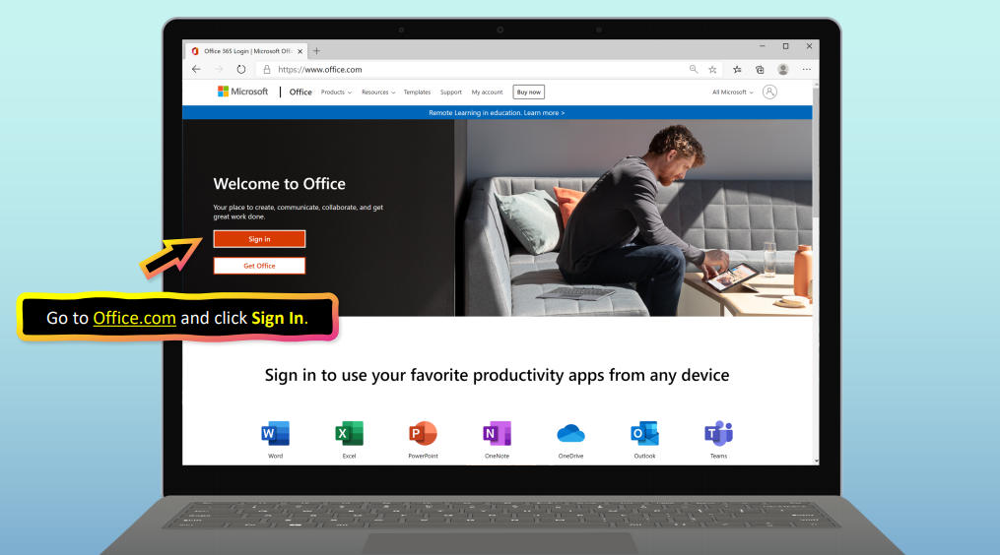 Office 365 Login | Microsoft Off
https://www.office.com
Microsoft Office Products Resources Templates Support My account Buy now All Microsoft
Remote Learning in education. Learn more >
Welcome to Office
Your place to create, communicate, collaborate, and get
great work done.
Sign in
Get Office
Go to Office.com and click Sign In.
Sign in to use your favorite productivity apps from any device
W X P N O T
Word Excel PowerPoint OneNote OneDrive Outlook Teams